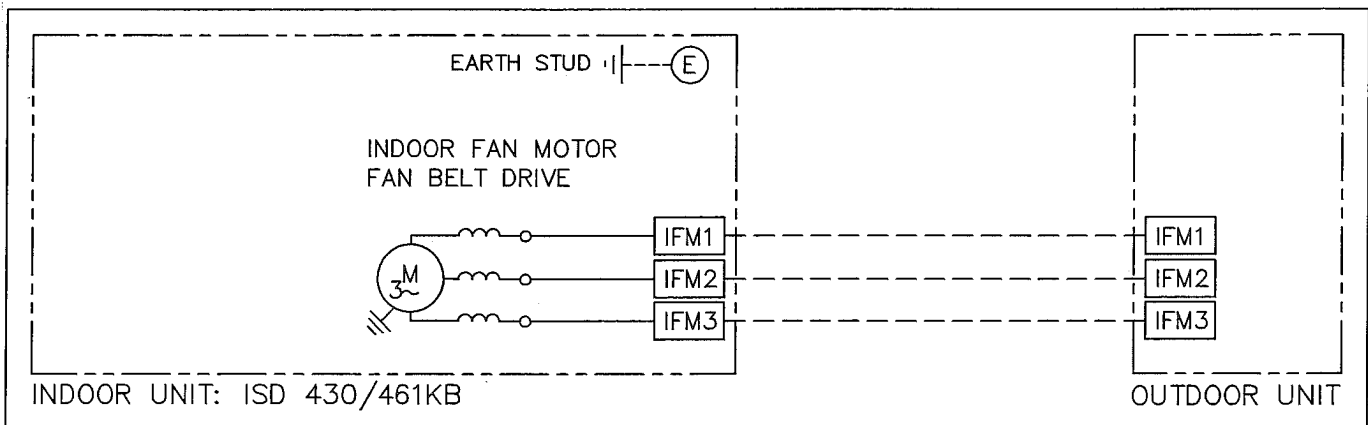 EARTH STUD E
INDOOR FAN MOTOR
FAN BELT DRIVE
IFM1 IFM1
M
3~
IFM2 IFM2
IFM3 IFM3
INDOOR UNIT: ISD 430/461KB
OUTDOOR UNIT